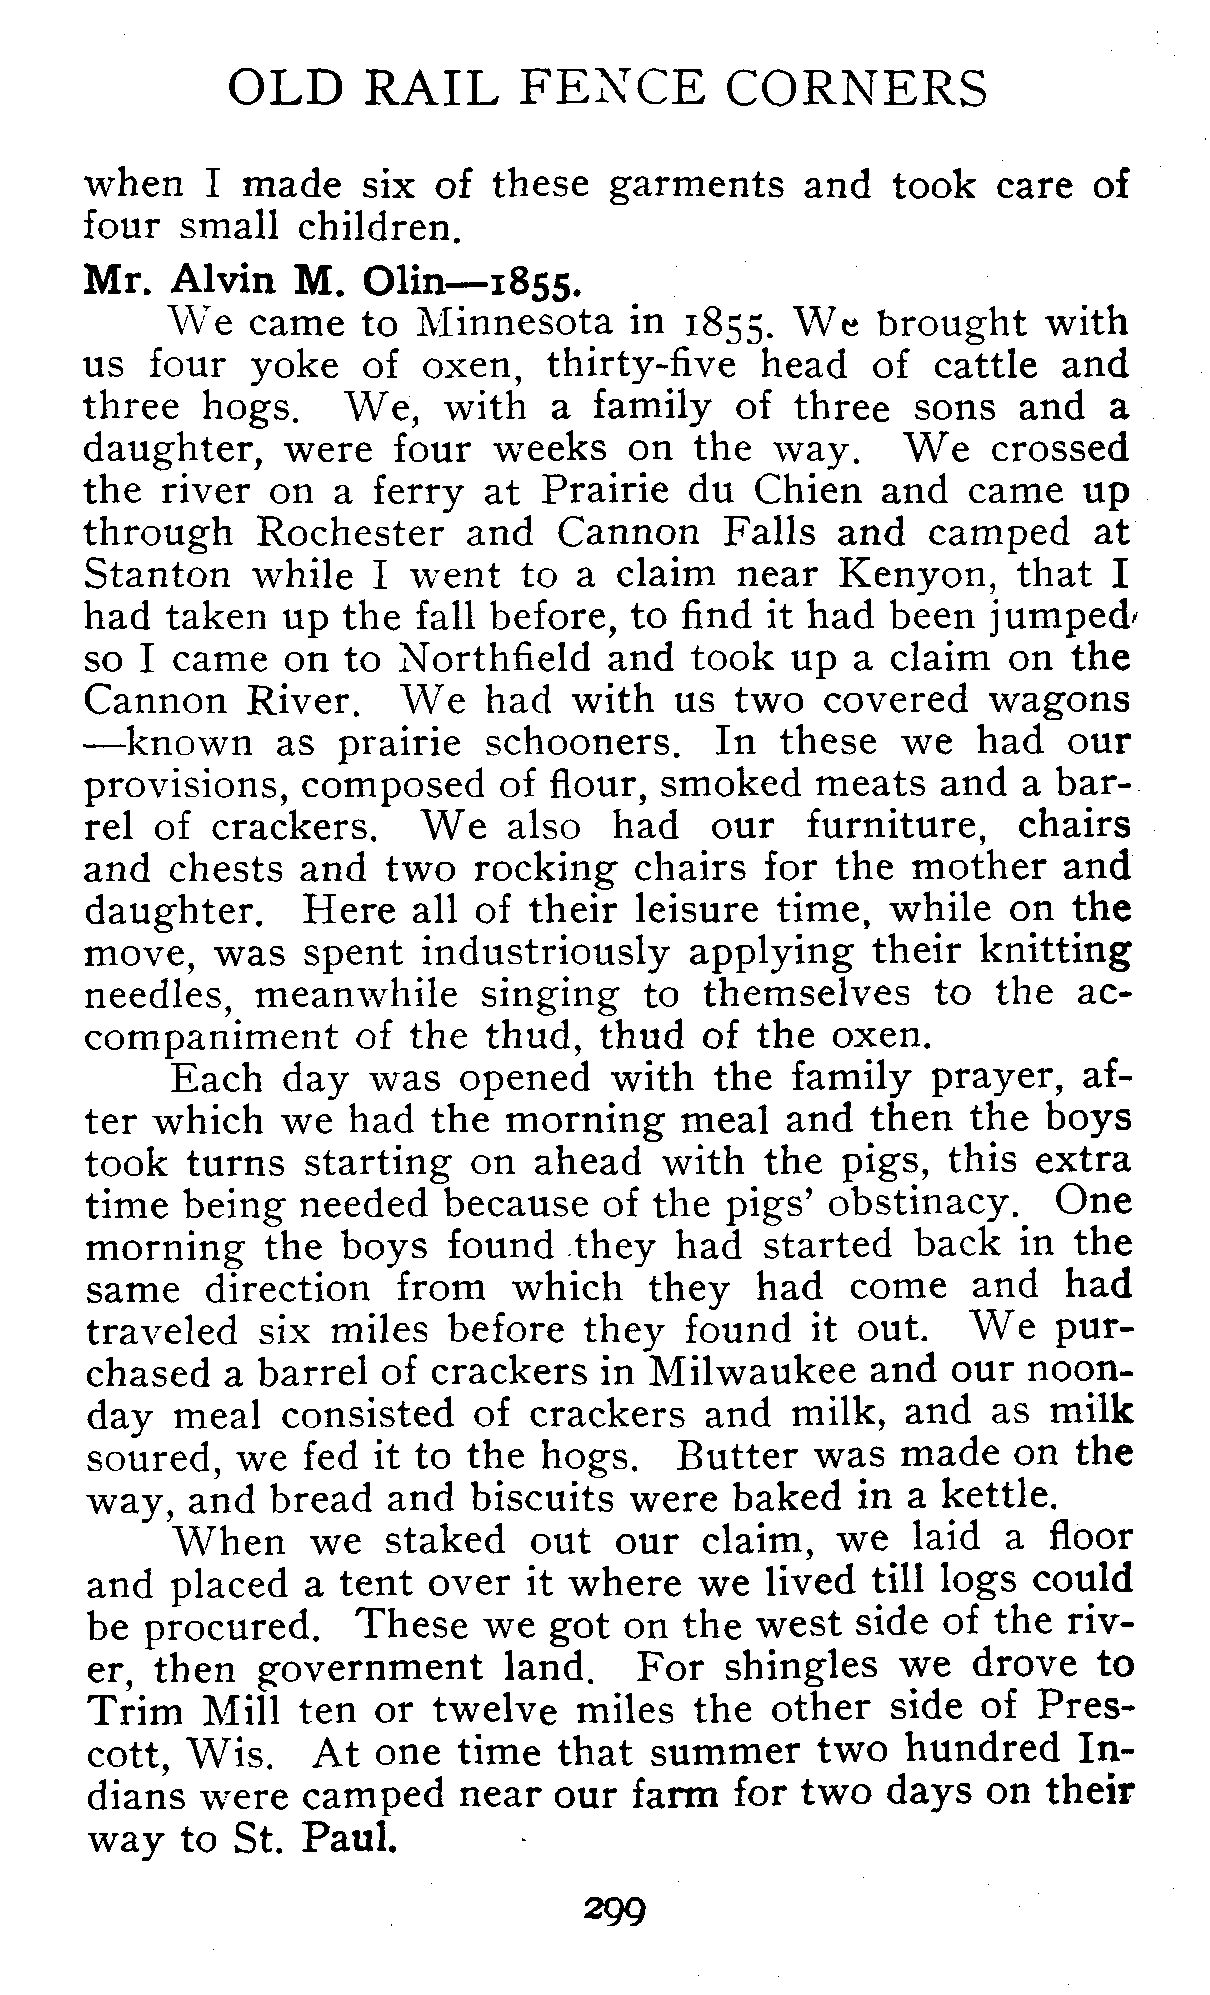 OLD RAIL FENCE CORNERS
when I made six of these garments and took care of
four small children.
Mr. Alvin M. Olin—1855.
We came to Minnesota in 1855. We brought with
us four yoke of oxen, thirty-five head of cattle and
three hogs. We, with a family of three sons and a
daughter, were four weeks on the way. We crossed
the river on a ferry at Prairie du Chien and came up
through Rochester and Cannon Falls and camped at
Stanton while I went to a claim near Kenyon, that I
had taken up the fall before, to find it had been jumped,
so I came on to Northfield and took up a claim on the
Cannon River. We had with us two covered wagons
—known as prairie schooners. In these we had our
provisions, composed of flour, smoked meats and a bar-
rel of crackers. We also had our furniture, chairs
and chests and two rocking chairs for the mother and
daughter. Here all of their leisure time, while on the
move, was spent industriously applying their knitting
needles, meanwhile singing to themselves to the ac-
companiment of the thud, thud of the oxen.
Each day was opened with the family prayer, af-
ter which we had the morning meal and then the boys
took turns starting on ahead with the pigs, this extra
time being needed because of the pigs' obstinacy. One
morning the boys found they had started back in the
same direction from which they had come and had
traveled six miles before they found it out. We pur-
chased a barrel of crackers in Milwaukee and our noon-
day meal consisted of crackers and milk, and as milk
soured, we fed it to the hogs. Butter was made on the
way, and bread and biscuits were baked in a kettle.
When we staked out our claim, we laid a floor
and placed a tent over it where we lived till logs could
be procured. These we got on the west side of the riv-
er, then government land. For shingles we drove to
Trim Mill ten or twelve miles the other side of Pres-
cott, Wis. At one time that summer two hundred In-
dians were camped near our farm for two days on their
way to St. Paul.
299